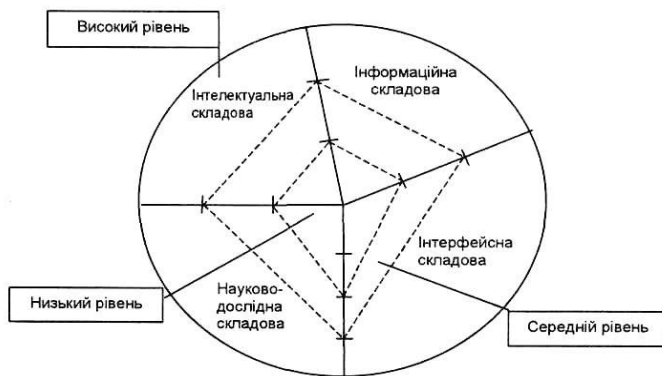 Високий рівень
Інформаційна
складова
Інтелектуальна
складова
Інтерфейсна
складова
Науково-
дослідна
складова
Низький рівень
Середній рівень